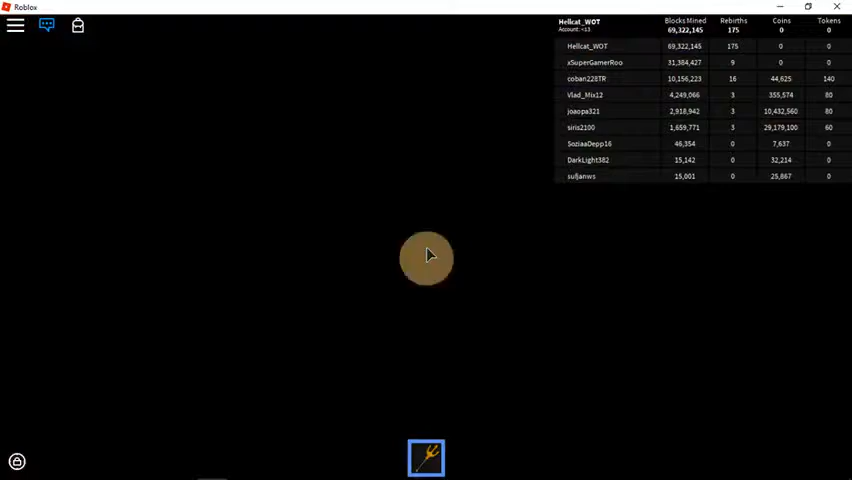 Roblox
Hellcat_WOT Blocks Mined Rebirths Coins Tokens
Account: <13 69,322,145 175 0 0
Hellcat_WOT 69,322,145 175 0 0
xSuperGamerRoo 31,384,427 9 0 0
coban228TR 10,156,223 16 44,625 140
Vlad_Mix12 4,249,066 3 355,574 80
joaopa321 2,918,942 3 10,432,560 80
siris2100 1,659,771 3 29,179,100 60
SoziaaDepp16 46,354 0 7,637 0
DarkLight382 15,142 0 32,214 0
sufjanws 15,001 0 25,867 0